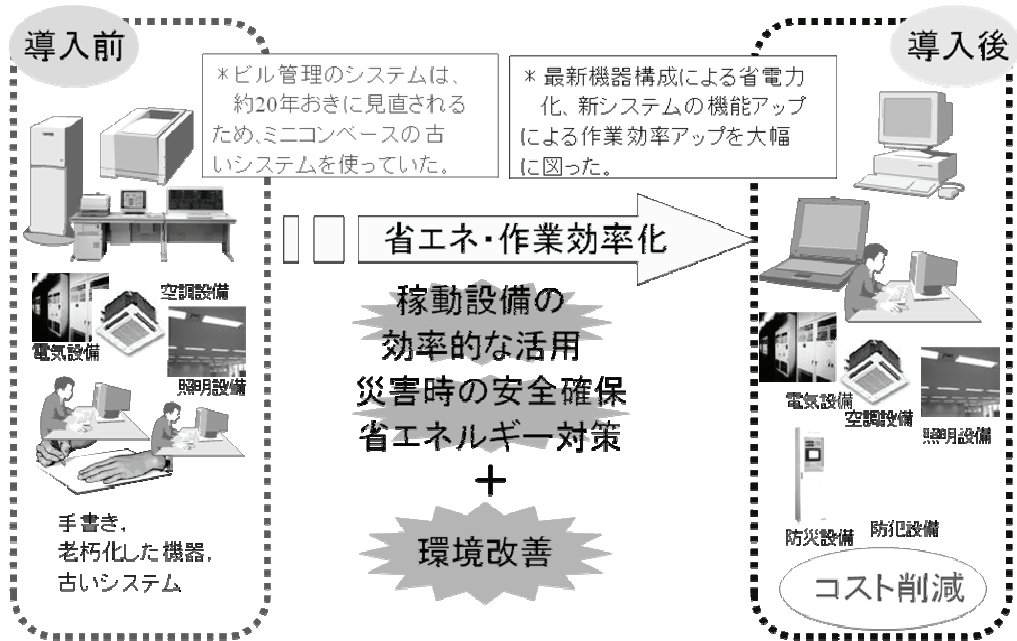 導入前
導入後
＊ビル管理のシステムは、
約20年おきに見直される
ため、ミニコンベースの古
いシステムを使っていた。
＊最新機器構成による省電力
化、新システムの機能アップ
による作業効率アップを大幅
に図った。
省エネ・作業効率化
稼動設備の
効率的な活用
災害時の安全確保
省エネルギー対策
＋
環境改善
空調設備
電気設備
照明設備
手書き,
老朽化した機器,
古いシステム
電気設備
空調設備
照明設備
防災設備
防犯設備
コスト削減